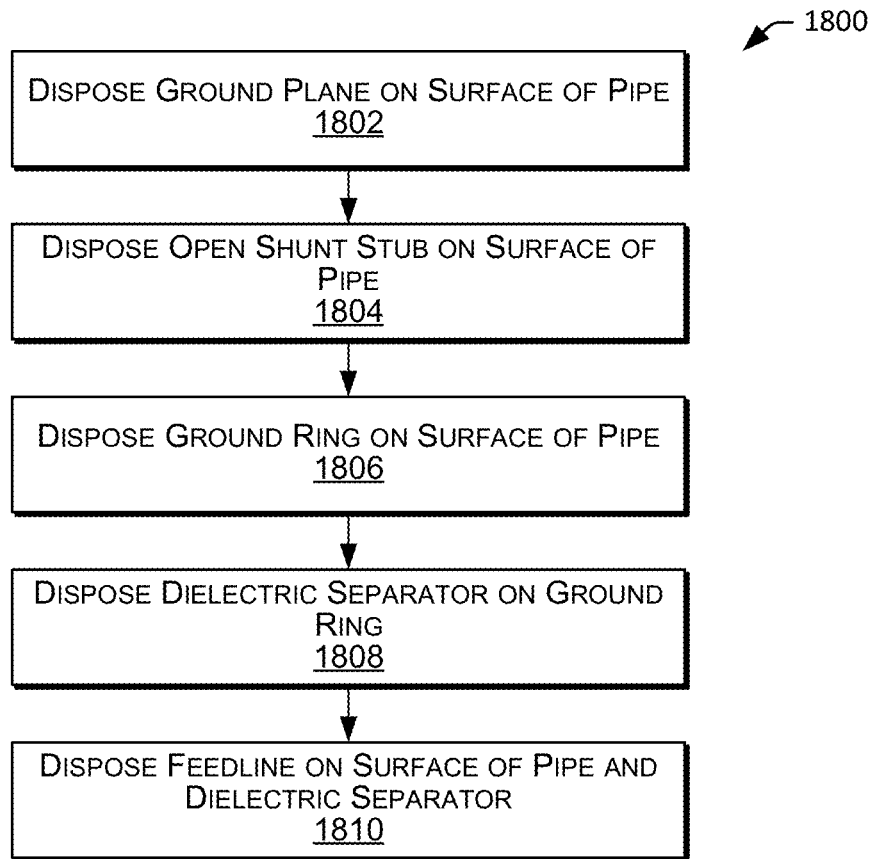 1800
DISPOSE GROUND PLANE ON SURFACE OF PIPE
1802
DISPOSE OPEN SHUNT STUB ON SURFACE OF
PIPE
1804
DISPOSE GROUND RING ON SURFACE OF PIPE
1806
DISPOSE DIELECTRIC SEPARATOR ON GROUND
RING
1808
DISPOSE FEEDLINE ON SURFACE OF PIPE AND
DIELECTRIC SEPARATOR
1810